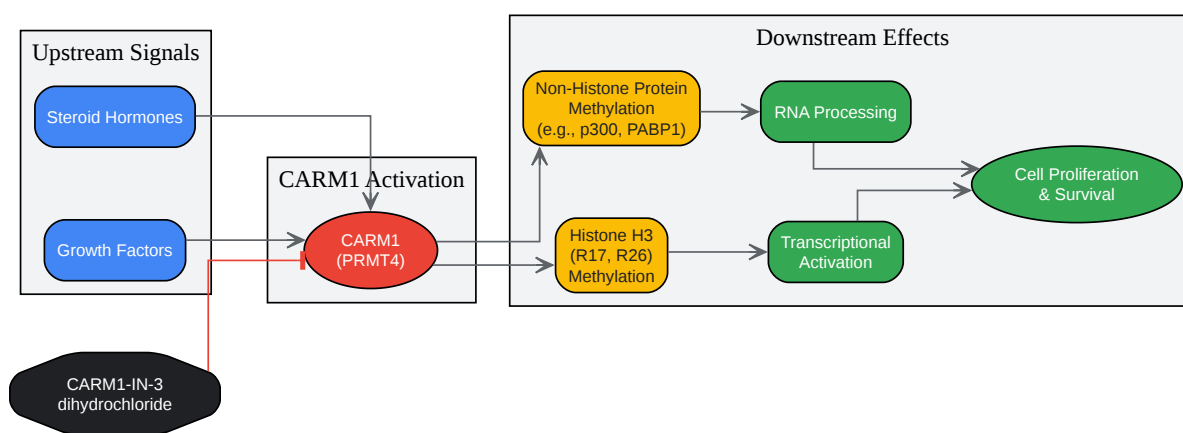 Upstream Signals
Steroid Hormones
Growth Factors
CARM1-IN-3
dihydrochloride
CARM1 Activation
CARM1
(PRMT4)
Downstream Effects
Non-Histone Protein
Methylation
(e.g., p300, PABP1)
RNA Processing
Histone H3
(R17, R26)
Methylation
Transcriptional
Activation
Cell Proliferation
& Survival